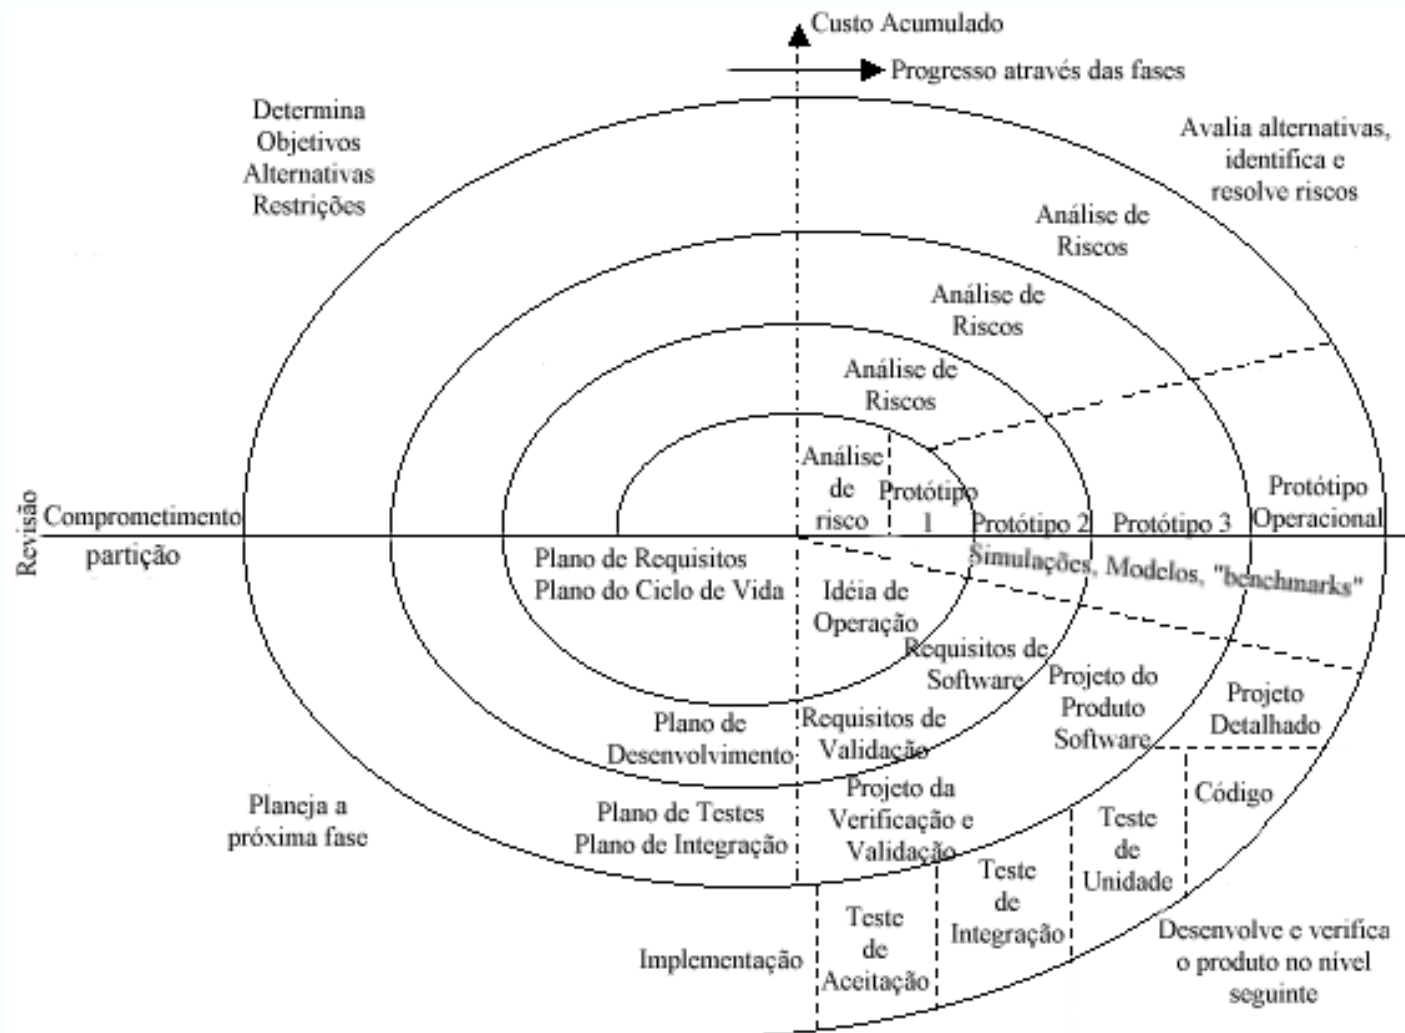 Custo Acumulado
Progresso através das fases
Determina
Objetivos
Alternativas
Restrições
Avalia alternativas,
identifica e
resolve riscos
Análise de
Riscos
Análise de
Riscos
Análise de
Riscos
Análise
de
risco
Protótipo
1
Protótipo 2
Protótipo 3
Protótipo
Operacional
Revisão
Comprometimento
partição
Simulações, Modelos, "benchmarks"
Plano de Requisitos
Plano do Ciclo de Vida
Idéia de
Operação
Requisitos de
Software
Projeto do
Produto
Software
Projeto
Detalhado
Plano de
Desenvolvimento
Requisitos de
Validação
Código
Planeja a
próxima fase
Plano de Testes
Plano de Integração
Projeto da
Verificação e
Validação
Teste
de
Unidade
Teste
de
Integração
Teste
de
Aceitação
Implementação
Desenvolve e verifica
o produto no nível
seguinte